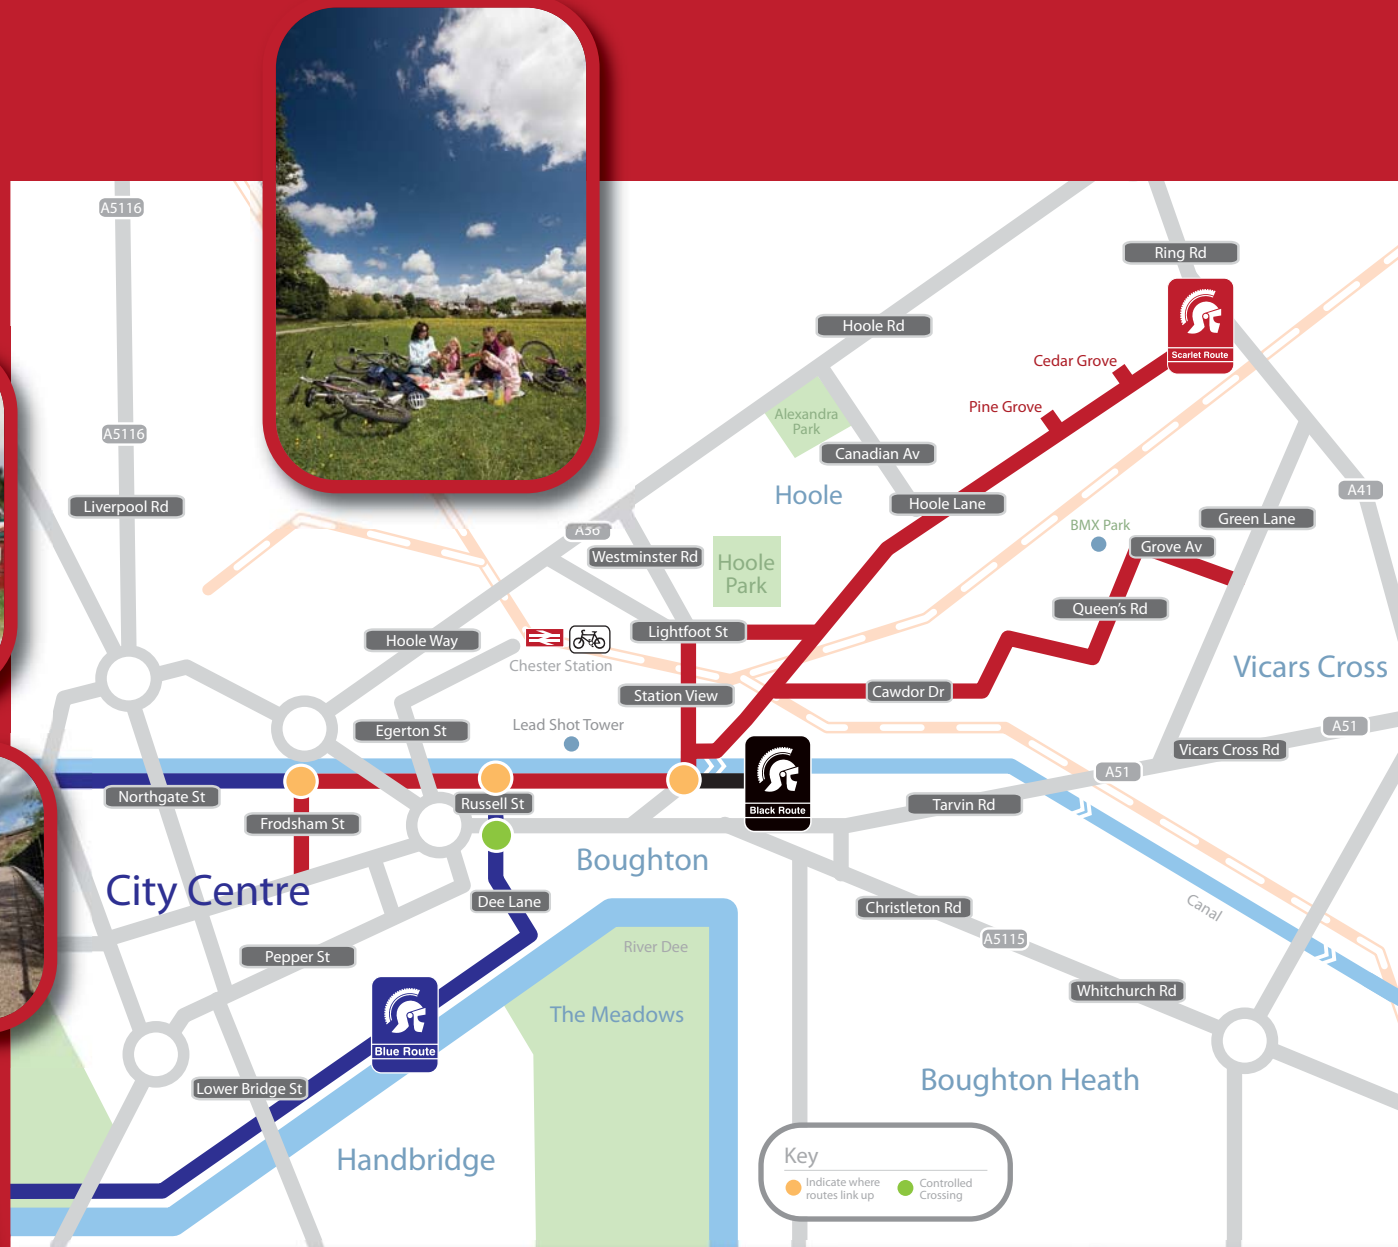 A5116
Ring Rd
Scarlet Route
Hoole Rd
Cedar Grove
Pine Grove
Alexandra
Park
A5116
Canadian Av
Hoole
A41
Liverpool Rd
Hoole Lane
Green Lane
BMX Park
A56
Westminster Rd
Grove Av
Hoole
Park
Queen's Rd
Lightfoot St
Hoole Way
Chester Station
Vicars Cross
Station View
Cawdor Dr
Lead Shot Tower
Egerton St
A51
Vicars Cross Rd
A51
Northgate St
Russell St
Black Route
Tarvin Rd
Frodsham St
Boughton
City Centre
Dee Lane
Christleton Rd
Canal
River Dee
A5115
Pepper St
Whitchurch Rd
The Meadows
Blue Route
Lower Bridge St
Boughton Heath
Handbridge
Key
Indicate where
routes link up
Controlled
Crossing